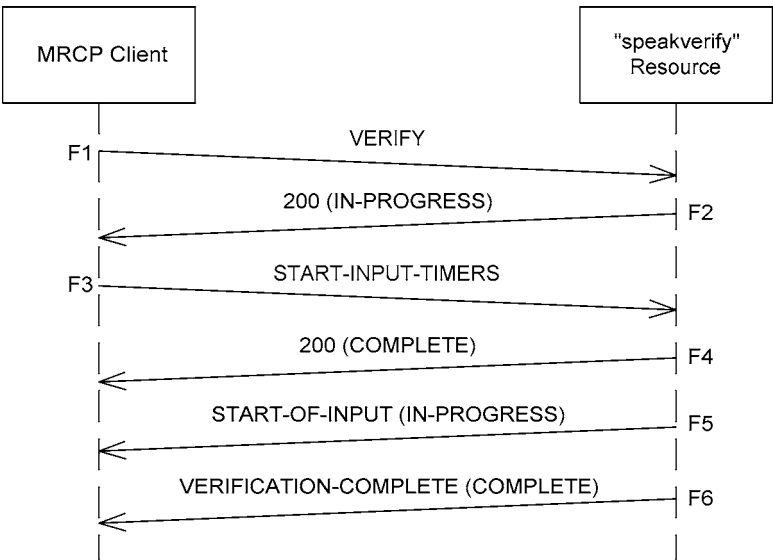 MRCP Client
"speakverify"
Resource
VERIFY
F1
200 (IN-PROGRESS)
F2
START-INPUT-TIMERS
F3
200 (COMPLETE)
F4
START-OF-INPUT (IN-PROGRESS)
F5
VERIFICATION-COMPLETE (COMPLETE)
F6